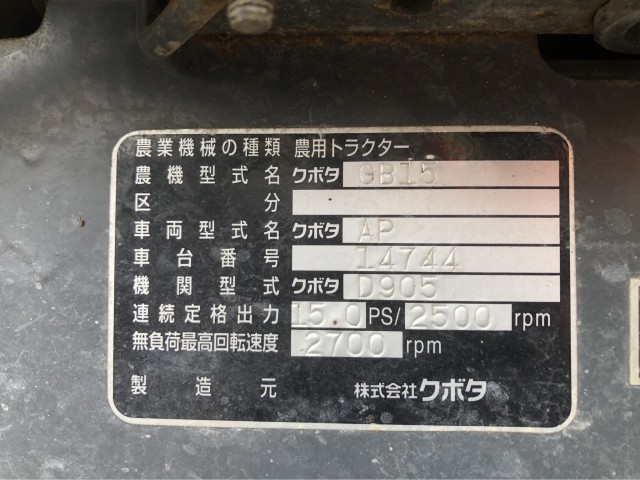 農業機械の種類 農用トラクター
農機型式名 クボタ GB15
区分
車両型式名 クボタ AP
車台番号 14744
機関型式 クボタ D905
連続定格出力 15.0 PS/ 2500 rpm
無負荷最高回転速度 2700 rpm
製造元 株式会社クボタ